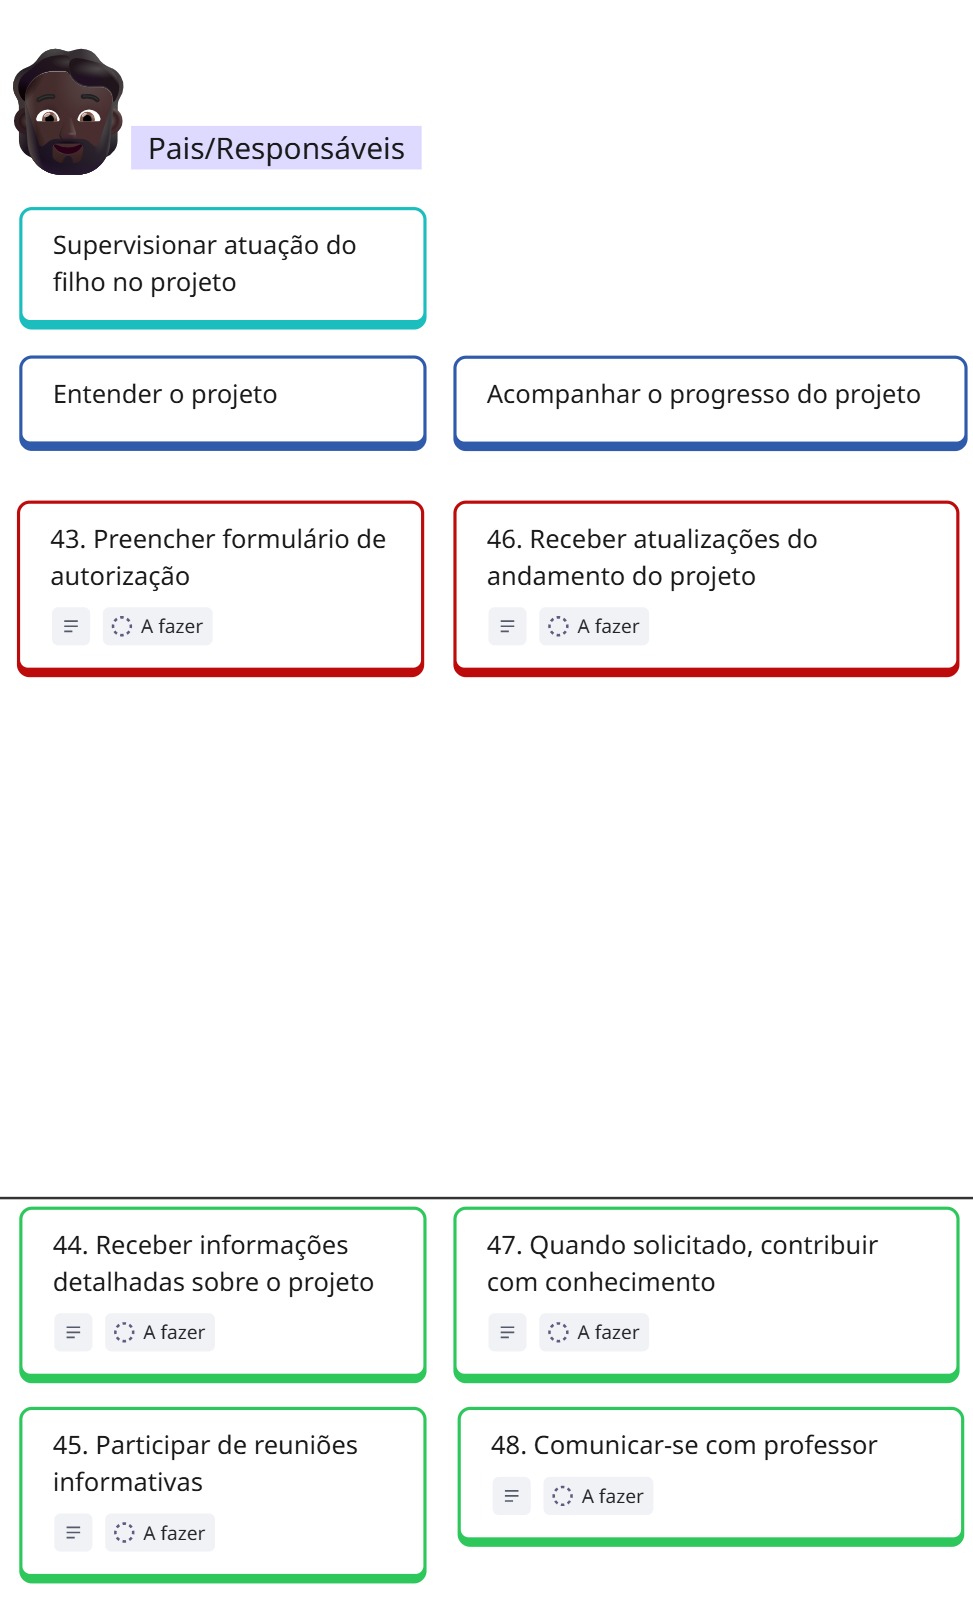 Pais/Responsáveis
Supervisionar atuação do
filho no projeto
Entender o projeto
Acompanhar o progresso do projeto
43. Preencher formulário de
autorização
A fazer
46. Receber atualizações do
andamento do projeto
A fazer
44. Receber informações
detalhadas sobre o projeto
A fazer
47. Quando solicitado, contribuir
com conhecimento
A fazer
45. Participar de reuniões
informativas
A fazer
48. Comunicar-se com professor
A fazer